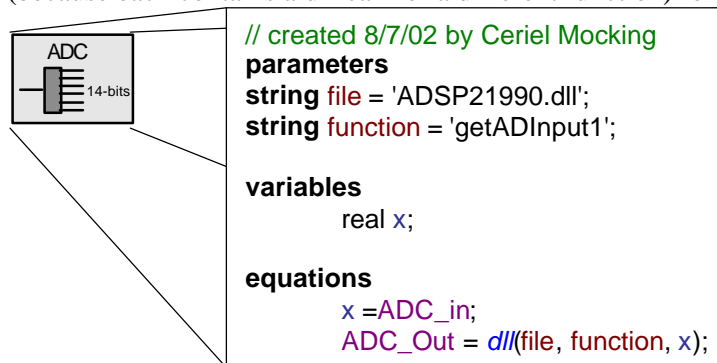 ADC
14-bits
// created 8/7/02 by Ceriel Mocking
parameters
string file = 'ADSP21990.dll';
string function = 'getADInput1';
variables
real x;
equations
x =ADC_in;
ADC_Out = dll(file, function, x);